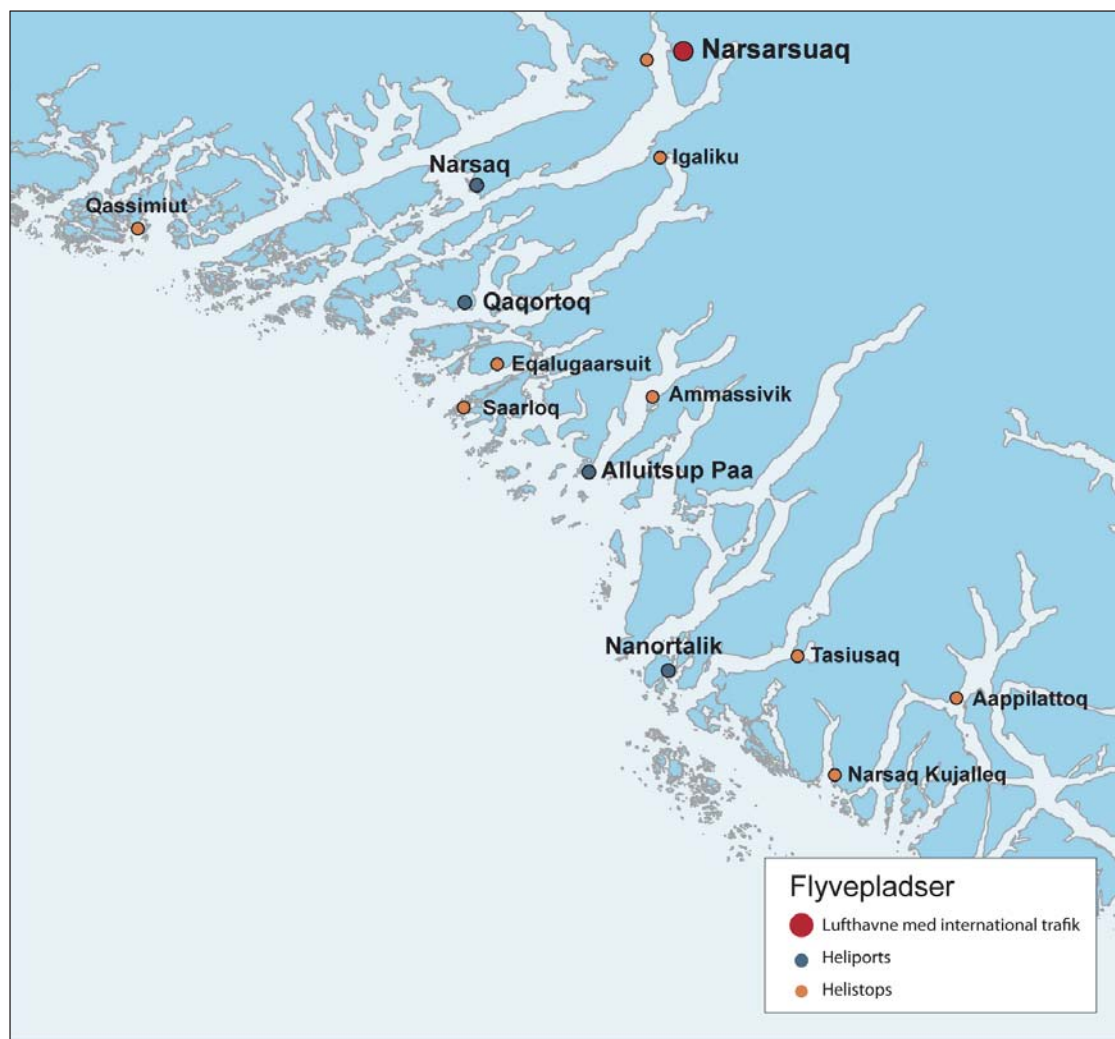 Narsarsuaq
Igaliku
Narsaq
Qassimiut
Qaqortoq
Eqalugaarsuit
Ammassivik
Saarloq
Alluitsup Paa
Nanortalik
Tasiusaq
Aappilattoq
Narsaq Kujalleq
Flyvepladser
Lufthavne med international trafik
Heliports
Helistops